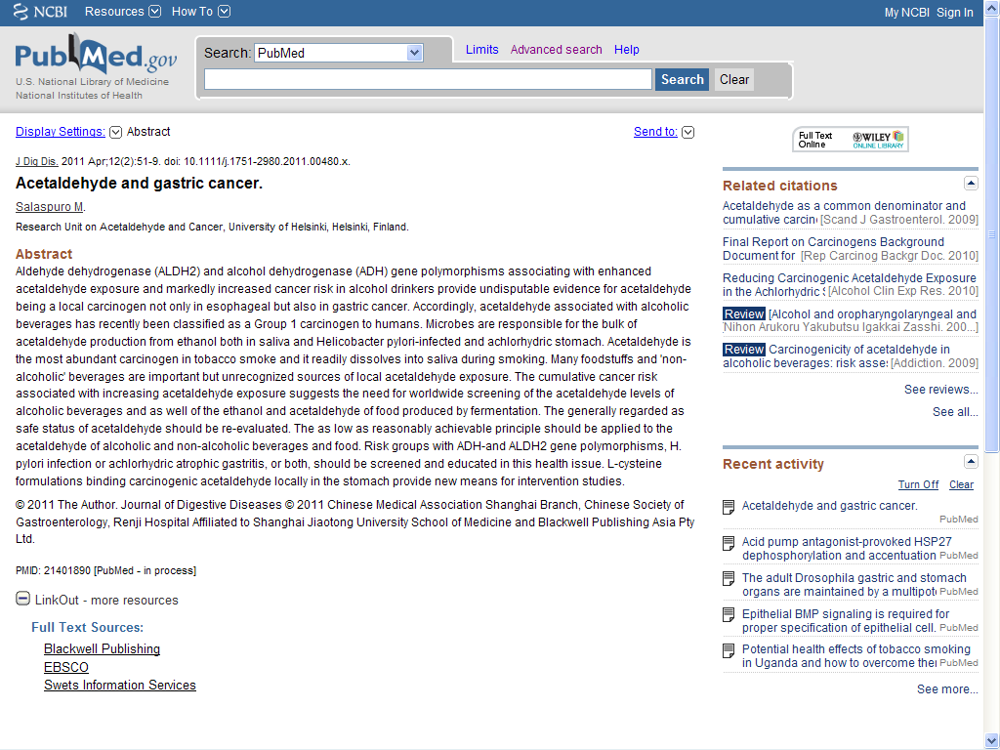 NCBI Resources How To My NCBI Sign In
PubMed.gov
U.S. National Library of Medicine
National Institutes of Health
Search: PubMed
Limits Advanced search Help
Search Clear
Display Settings: Abstract
Send to:
J Dig Dis. 2011 Apr;12(2):51-9. doi: 10.1111/j.1751-2980.2011.00480.x.
Acetaldehyde and gastric cancer.
Salaspuro M.
Research Unit on Acetaldehyde and Cancer, University of Helsinki, Helsinki, Finland.
Abstract
Aldehyde dehydrogenase (ALDH2) and alcohol dehydrogenase (ADH) gene polymorphisms associating with enhanced
acetaldehyde exposure and markedly increased cancer risk in alcohol drinkers provide undisputable evidence for acetaldehyde
being a local carcinogen not only in esophageal but also in gastric cancer. Accordingly, acetaldehyde associated with alcoholic
beverages has recently been classified as a Group 1 carcinogen to humans. Microbes are responsible for the bulk of
acetaldehyde production from ethanol both in saliva and Helicobacter pylori-infected and achlorhydric stomach. Acetaldehyde is
the most abundant carcinogen in tobacco smoke and it readily dissolves into saliva during smoking. Many foodstuffs and 'non-
alcoholic' beverages are important but unrecognized sources of local acetaldehyde exposure. The cumulative cancer risk
associated with increasing acetaldehyde exposure suggests the need for worldwide screening of the acetaldehyde levels of
alcoholic beverages and as well of the ethanol and acetaldehyde of food produced by fermentation. The generally regarded as
safe status of acetaldehyde should be re-evaluated. The as low as reasonably achievable principle should be applied to the
acetaldehyde of alcoholic and non-alcoholic beverages and food. Risk groups with ADH-and ALDH2 gene polymorphisms, H.
pylori infection or achlorhydric atrophic gastritis, or both, should be screened and educated in this health issue. L-cysteine
formulations binding carcinogenic acetaldehyde locally in the stomach provide new means for intervention studies.
© 2011 The Author. Journal of Digestive Diseases © 2011 Chinese Medical Association Shanghai Branch, Chinese Society of
Gastroenterology, Renji Hospital Affiliated to Shanghai Jiaotong University School of Medicine and Blackwell Publishing Asia Pty
Ltd.
PMID: 21401890 [PubMed - in process]
LinkOut - more resources
Full Text Sources:
Blackwell Publishing
EBSCO
Swets Information Services
Full Text
Online
WILEY
ONLINE LIBRARY
Related citations
Acetaldehyde as a common denominator and
cumulative carcin [Scand J Gastroenterol. 2009]
Final Report on Carcinogens Background
Document for [Rep Carcinog Backgr Doc. 2010]
Reducing Carcinogenic Acetaldehyde Exposure
in the Achlorhydric [Alcohol Clin Exp Res. 2010]
Review [Alcohol and oropharyngolaryngeal and
Nihon Arukoru Yakubutsu Igakkai Zasshi. 200...]
Review Carcinogenicity of acetaldehyde in
alcoholic beverages: risk asse [Addiction. 2009]
See reviews...
See all...
Recent activity
Turn Off Clear
Acetaldehyde and gastric cancer.
PubMed
Acid pump antagonist-provoked HSP27
dephosphorylation and accentuation PubMed
The adult Drosophila gastric and stomach
organs are maintained by a multipot PubMed
Epithelial BMP signaling is required for
proper specification of epithelial cell. PubMed
Potential health effects of tobacco smoking
in Uganda and how to overcome the PubMed
See more...